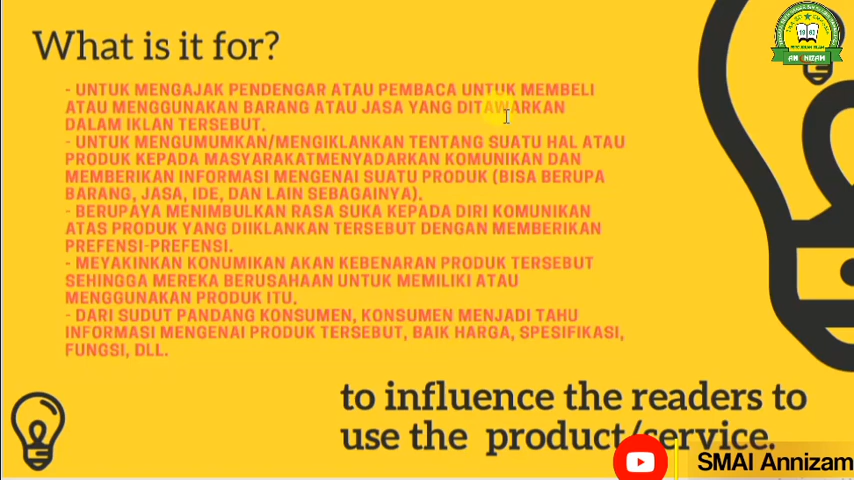 What is it for?
- UNTUK MENGAJAK PENDENGAR ATAU PEMBACA UNTUK MEMBELI
ATAU MENGGUNAKAN BARANG ATAU JASA YANG DITAWARKAN
DALAM IKLAN TERSEBUT.
- UNTUK MENGUMUMKAN/MENGIKLANKAN TENTANG SUATU HAL ATAU
PRODUK KEPADA MASYARAKATMENYADARKAN KOMUNIKAN DAN
MEMBERIKAN INFORMASI MENGENAI SUATU PRODUK (BISA BERUPA
BARANG, JASA, IDE, DAN LAIN SEBAGAINYA).
- BERUPAYA MENIMBULKAN RASA SUKA KEPADA DIRI KOMUNIKAN
ATAS PRODUK YANG DIIKLANKAN TERSEBUT DENGAN MEMBERIKAN
PREFENSI-PREFENSI.
- MEYAKINKAN KONUMIKAN AKAN KEBENARAN PRODUK TERSEBUT
SEHINGGA MEREKA BERUSAHAAN UNTUK MEMILIKI ATAU
MENGGUNAKAN PRODUK ITU.
- DARI SUDUT PANDANG KONSUMEN, KONSUMEN MENJADI TAHU
INFORMASI MENGENAI PRODUK TERSEBUT, BAIK HARGA, SPESIFIKASI,
FUNGSI, DLL.
to influence the readers to
use the product/service.
SMAI Annizam
ANNIZAM